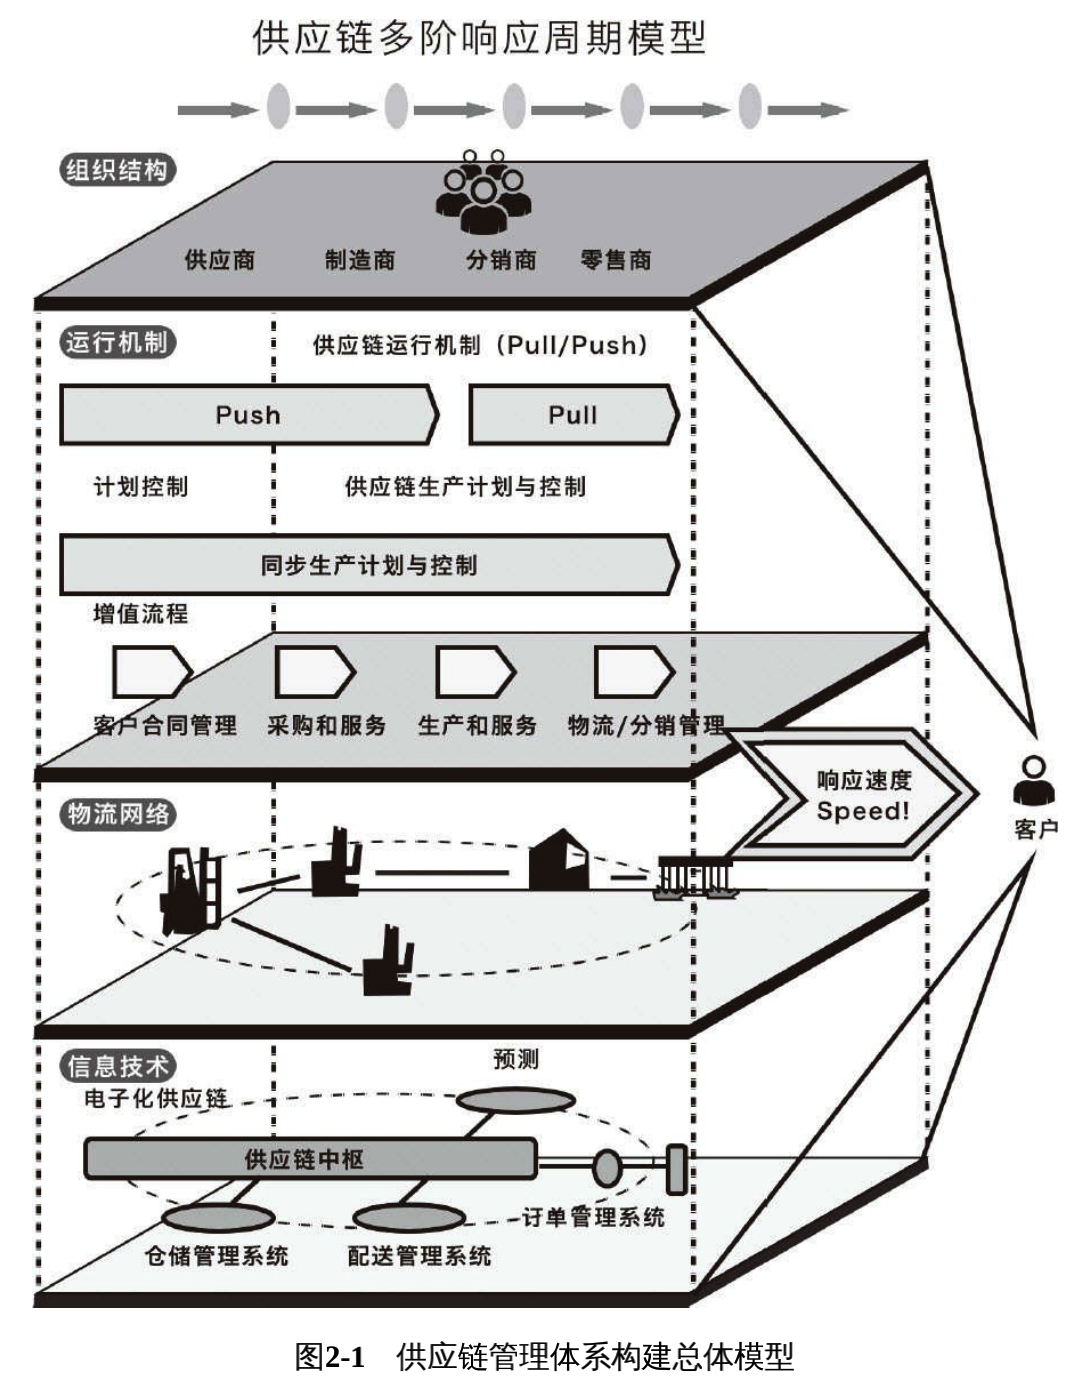 供应链多阶响应周期模型
组织结构
供应商 制造商 分销商 零售商
运行机制
供应链运行机制（Pull/Push）
Push Pull
计划控制 供应链生产计划与控制
同步生产计划与控制
增值流程
客户合同管理 采购和服务 生产和服务 物流/分销管理
响应速度
Speed!
客户
物流网络
信息技术
预测
电子化供应链
供应链中枢
订单管理系统
仓储管理系统 配送管理系统
图2-1 供应链管理体系构建总体模型